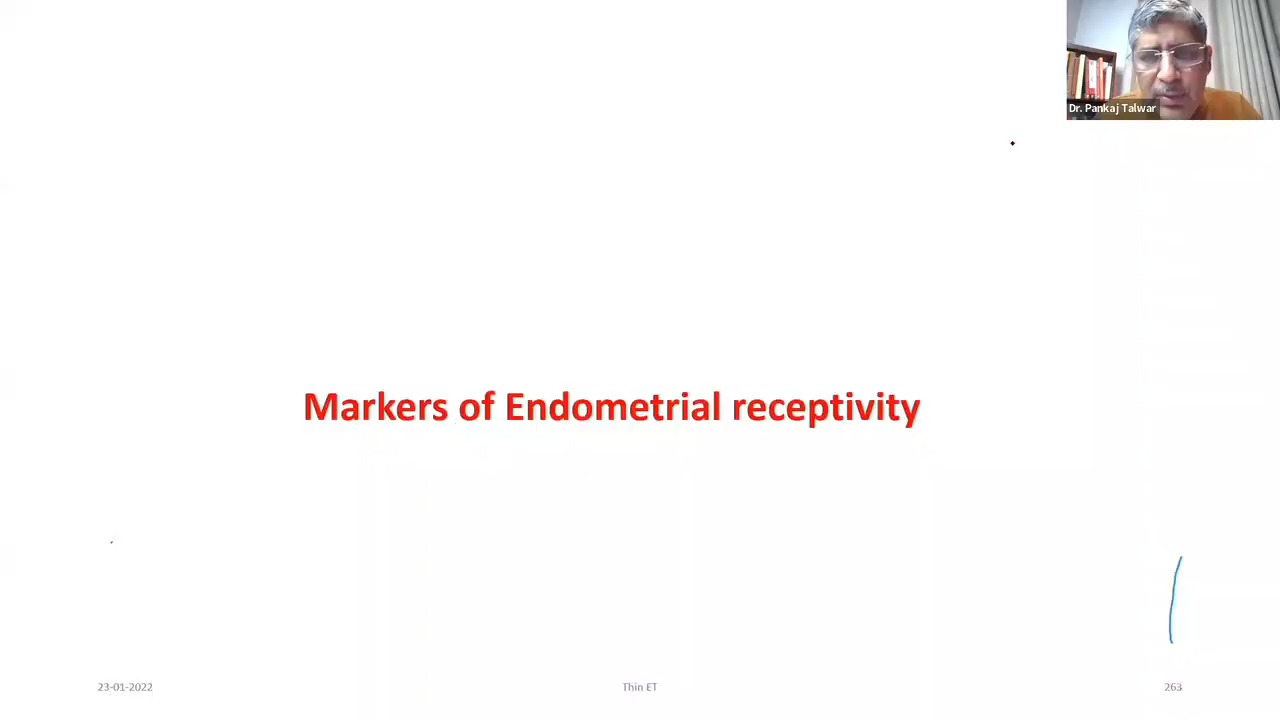 Dr. Pankaj Talwar
Markers of Endometrial receptivity
23-01-2022
Thin ET
263